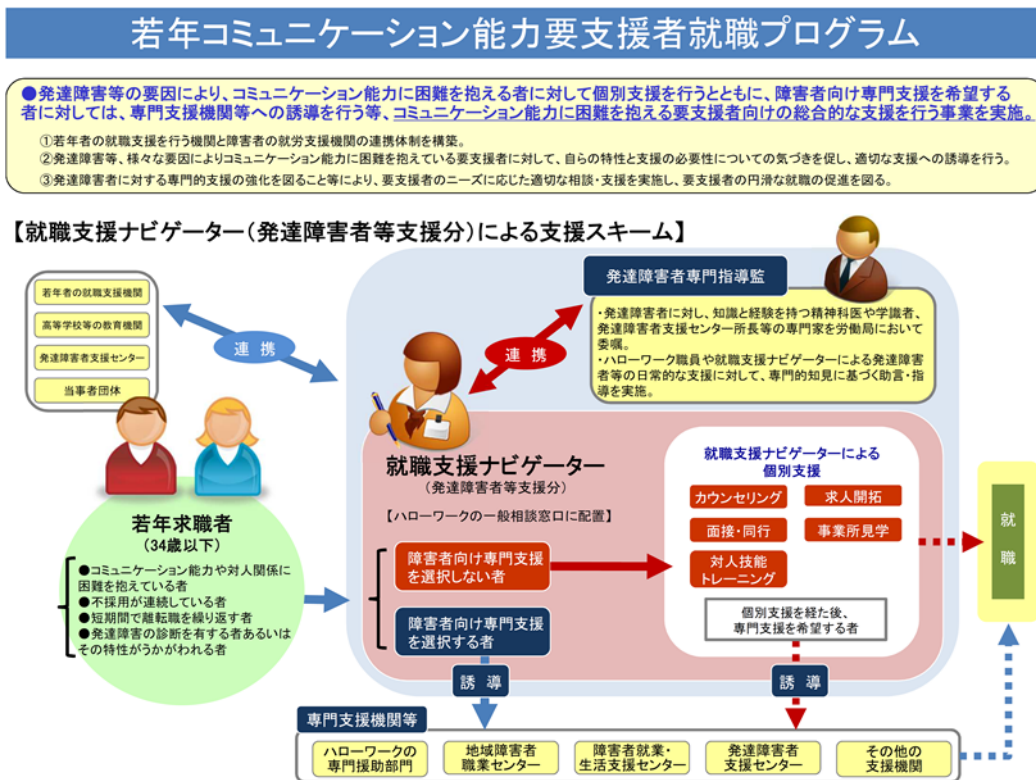 若年コミュニケーション能力要支援者就職プログラム
●発達障害等の要因により、コミュニケーション能力に困難を抱える者に対して個別支援を行うとともに、障害者向け専門支援を希望する
者に対しては、専門支援機関等への誘導を行う等、コミュニケーション能力に困難を抱える要支援者向けの総合的な支援を行う事業を実施。
①若年者の就職支援を行う機関と障害者の就労支援機関の連携体制を構築。
②発達障害等、様々な要因によりコミュニケーション能力に困難を抱えている要支援者に対して、自らの特性と支援の必要性についての気づきを促し、適切な支援への誘導を行う。
③発達障害者に対する専門的支援の強化を図ること等により、要支援者のニーズに応じた適切な相談・支援を実施し、要支援者の円滑な就職の促進を図る。
【就職支援ナビゲーター(発達障害者等支援分)による支援スキーム】
若年者の就職支援機関
高等学校等の教育機関
発達障害者支援センター
当事者団体
連携
連携
発達障害者専門指導監
・発達障害者に対し、知識と経験を持つ精神科医や学識者、
発達障害者支援センター所長等の専門家を労働局において
委嘱。
・ハローワーク職員や就職支援ナビゲーターによる発達障害
者等の日常的な支援に対して、専門的知見に基づく助言・指
導を実施。
若年求職者
(34歳以下)
●コミュニケーション能力や対人関係に
困難を抱えている者
●不採用が連続している者
●短期間で離転職を繰り返す者
●発達障害の診断を有する者あるいは
その特性がうかがわれる者
就職支援ナビゲーター
(発達障害者等支援分)
【ハローワークの一般相談窓口に配置】
障害者向け専門支援
を選択しない者
障害者向け専門支援
を選択する者
就職支援ナビゲーターによる
個別支援
カウンセリング
求人開拓
面接・同行
事業所見学
対人技能
トレーニング
個別支援を経た後、
専門支援を希望する者
就職
誘導
誘導
専門支援機関等
ハローワークの
専門援助部門
地域障害者
職業センター
障害者就業・
生活支援センター
発達障害者
支援センター
その他の
支援機関